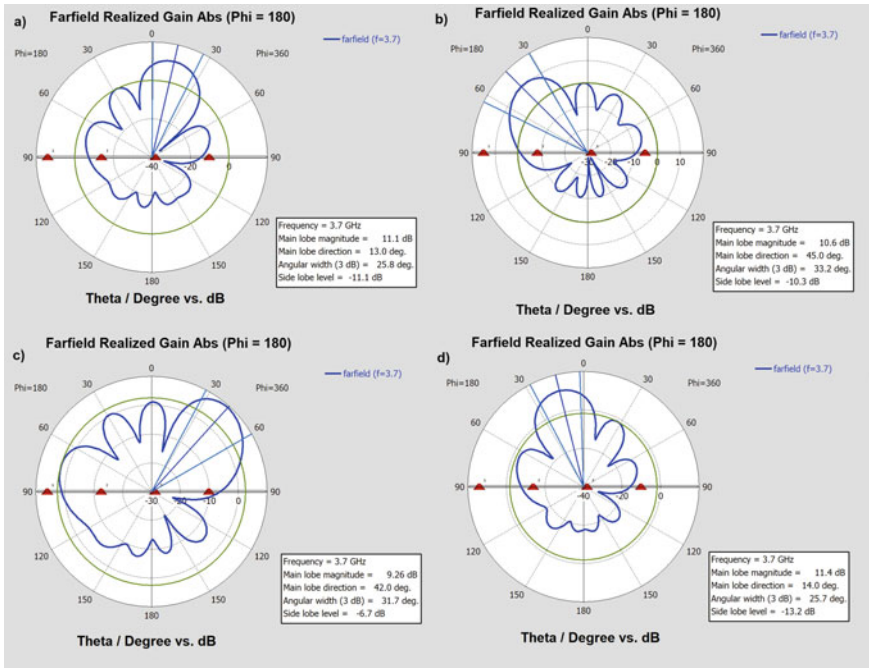 a)
Farfield Realized Gain Abs (Phi = 180)
farfield (f=3.7)
0
30
30
Phi=180
Phi=360
60
60
90
90
-40
-20
0
120
120
150
150
180
Frequency = 3.7 GHz
Main lobe magnitude = 11.1 dB
Main lobe direction = 13.0 deg.
Angular width (3 dB) = 25.8 deg.
Side lobe level = -11.1 dB
Theta / Degree vs. dB
b)
Farfield Realized Gain Abs (Phi = 180)
farfield (f=3.7)
0
30
30
Phi=180
Phi=360
60
60
90
90
-30
-20
-10
0
10
120
120
150
150
180
Frequency = 3.7 GHz
Main lobe magnitude = 10.6 dB
Main lobe direction = 45.0 deg.
Angular width (3 dB) = 33.2 deg.
Side lobe level = -10.3 dB
Theta / Degree vs. dB
c)
Farfield Realized Gain Abs (Phi = 180)
farfield (f=3.7)
0
30
30
Phi=180
Phi=360
60
60
90
90
-30
-20
-10
0
120
120
150
150
180
Frequency = 3.7 GHz
Main lobe magnitude = 9.26 dB
Main lobe direction = 42.0 deg.
Angular width (3 dB) = 31.7 deg.
Side lobe level = -6.7 dB
Theta / Degree vs. dB
d)
Farfield Realized Gain Abs (Phi = 180)
farfield (f=3.7)
0
30
30
Phi=180
Phi=360
60
60
90
90
-40
-20
0
120
120
150
150
180
Frequency = 3.7 GHz
Main lobe magnitude = 11.4 dB
Main lobe direction = 14.0 deg.
Angular width (3 dB) = 25.7 deg.
Side lobe level = -13.2 dB
Theta / Degree vs. dB